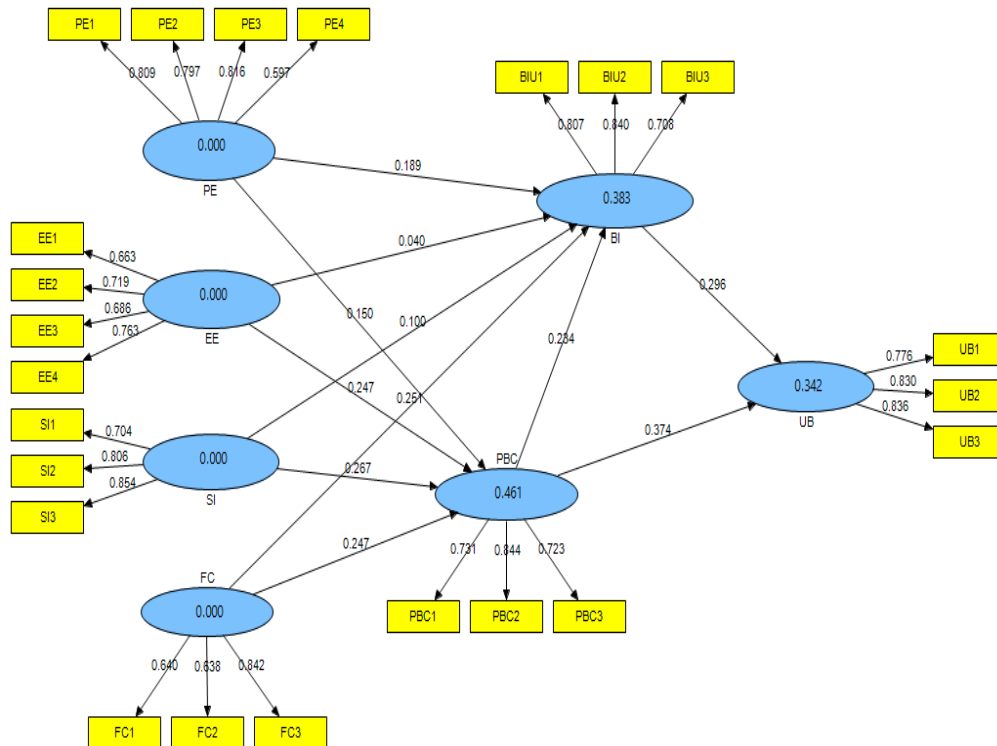 PE1 PE2 PE3 PE4
0.809 0.797 0.816 0.597
0.000
PE
BIU1 BIU2 BIU3
0.807 0.840 0.708
0.383
BI
0.189
0.040
0.100
0.251
0.234
0.150
EE1
EE2
EE3
EE4
0.663
0.719
0.686
0.763
0.000
EE
0.247
0.296
SI1
SI2
SI3
0.704
0.806
0.854
0.000
SI
0.267
0.374
0.342
UB
0.776
0.830
0.836
UB1
UB2
UB3
PBC
0.461
0.731 0.844 0.723
PBC1 PBC2 PBC3
0.247
FC
0.000
0.640 0.638 0.842
FC1 FC2 FC3